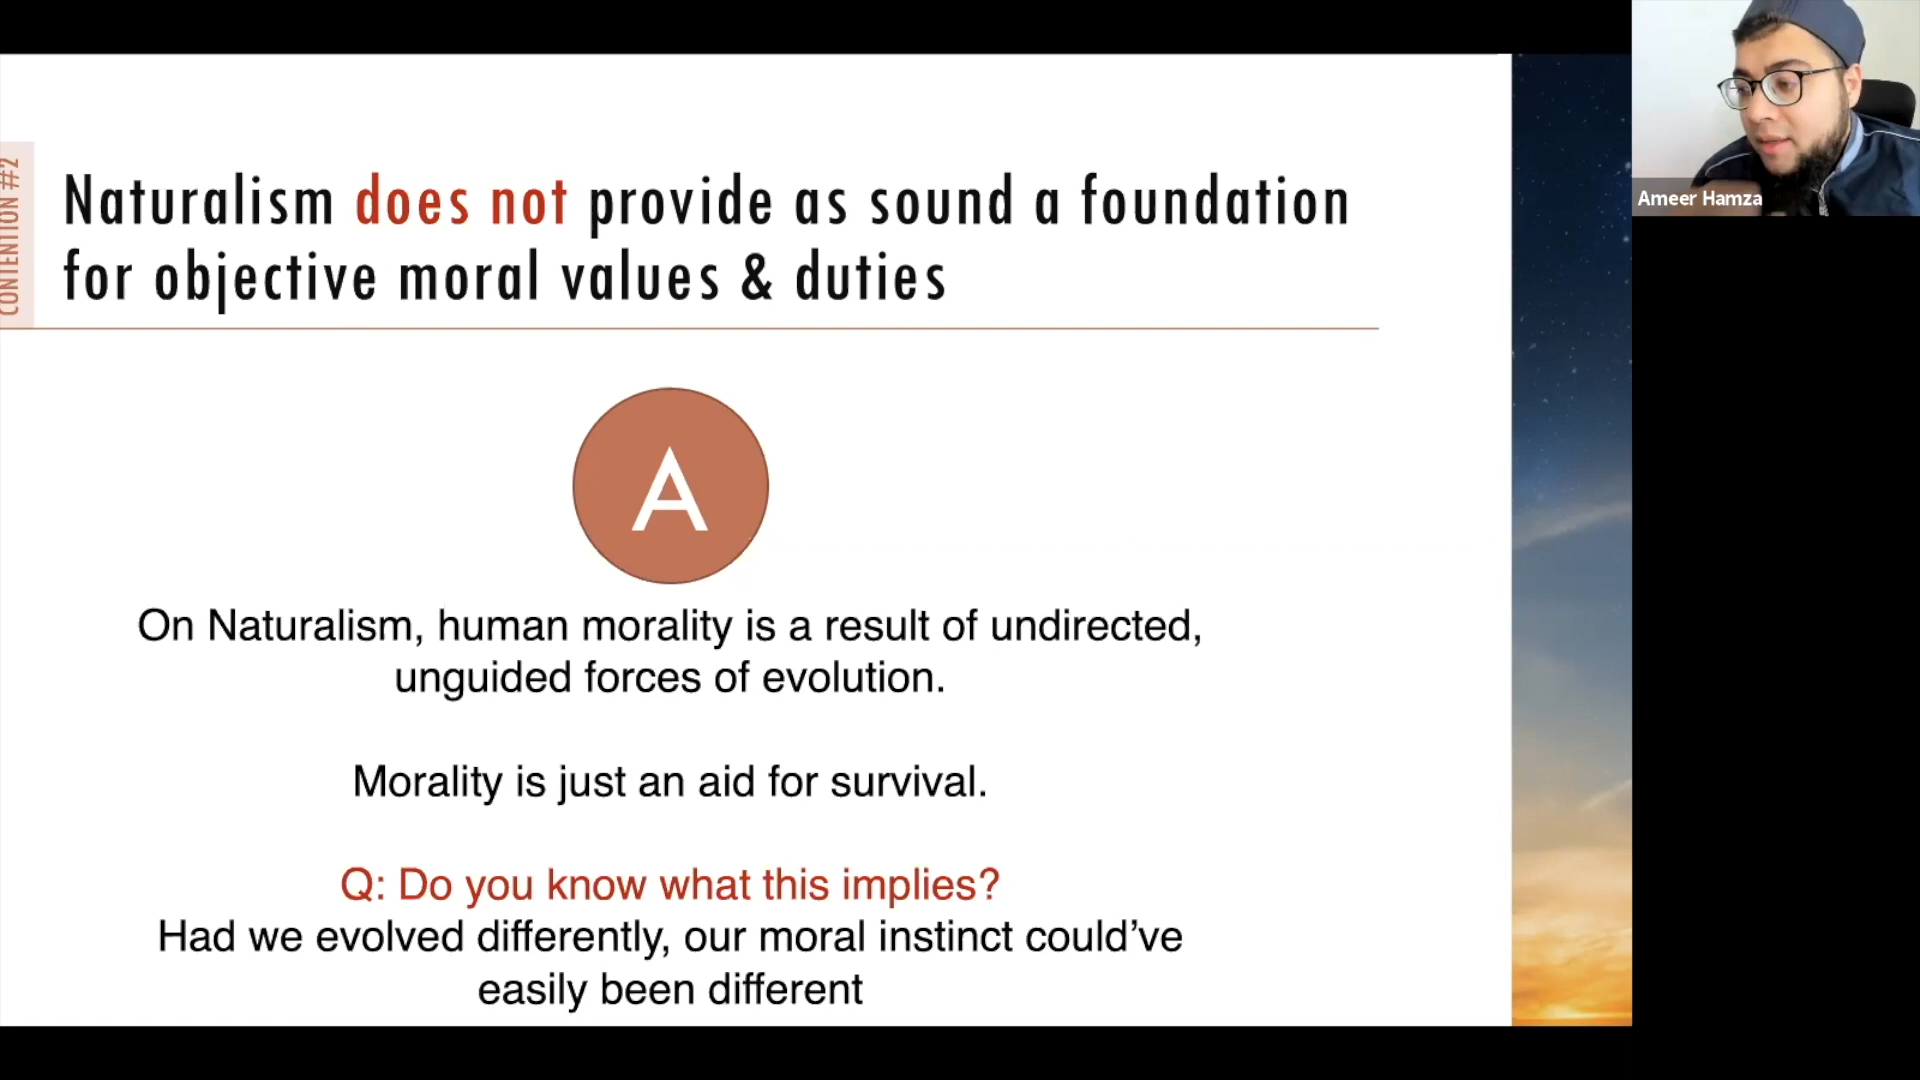 CONTENTION #2
Naturalism does not provide as sound a foundation
for objective moral values & duties
A
On Naturalism, human morality is a result of undirected,
unguided forces of evolution.
Morality is just an aid for survival.
Q: Do you know what this implies?
Had we evolved differently, our moral instinct could’ve
easily been different
Ameer Hamza